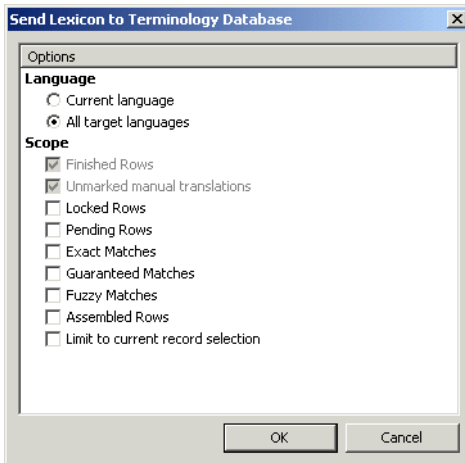 Send Lexicon to Terminology Database
Options
Language
Current language
All target languages
Scope
Finished Rows
Unmarked manual translations
Locked Rows
Pending Rows
Exact Matches
Guaranteed Matches
Fuzzy Matches
Assembled Rows
Limit to current record selection
OK Cancel